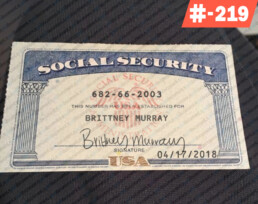 #-219
SOCIAL SECURITY
682-66-2003
THIS NUMBER HAS BEEN ESTABLISHED FOR
BRITTNEY MURRAY
Brittney Murray
SIGNATURE
USA
04/17/2018